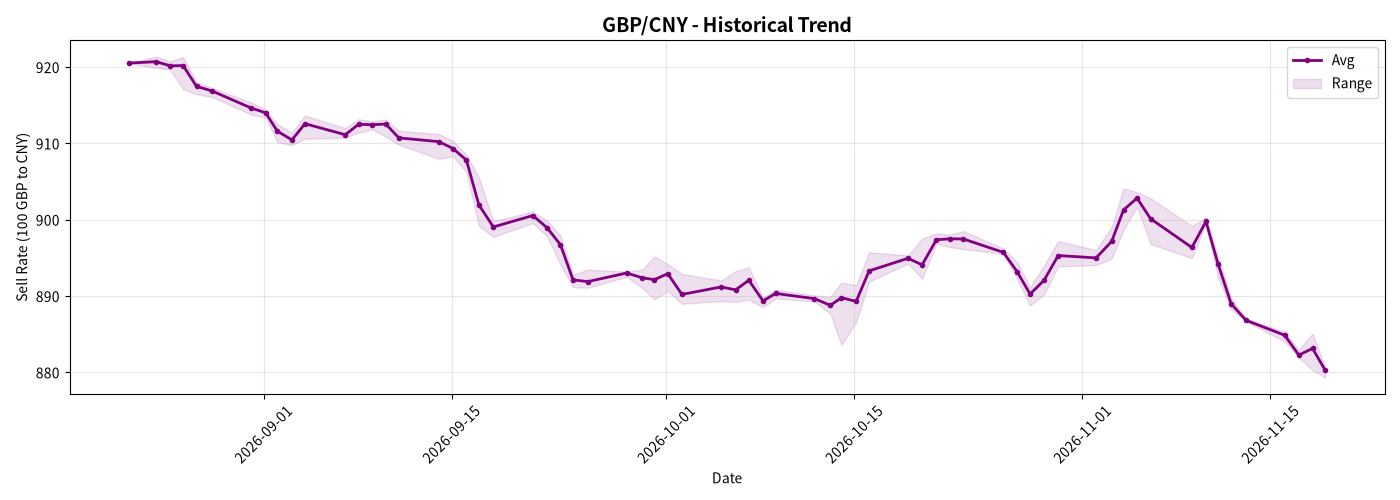 GBP/CNY - Historical Trend
Avg
Range
Sell Rate (100 GBP to CNY)
920
910
900
890
880
2026-09-01
2026-09-15
2026-10-01
2026-10-15
2026-11-01
2026-11-15
Date